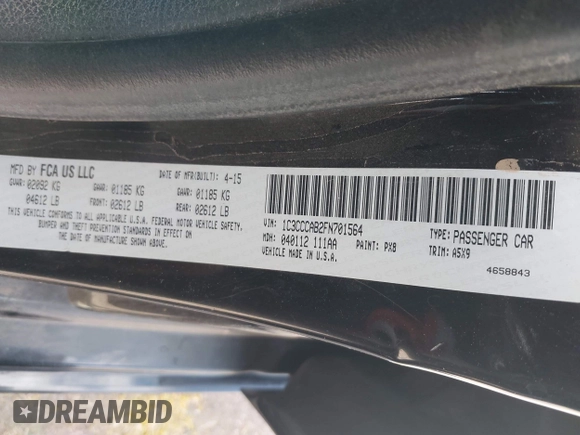 MFD BY FCA US LLC
DATE OF MFR(BUILT): 4-15
GVWR: 02092 KG
04612 LB
GAWR: 01185 KG
FRONT: 02612 LB
GAWR: 01185 KG
REAR: 02612 LB
THIS VEHICLE CONFORMS TO ALL APPLICABLE U.S.A. FEDERAL MOTOR VEHICLE SAFETY,
BUMPER AND THEFT PREVENTION STANDARDS IN EFFECT ON THE
DATE OF MANUFACTURE SHOWN ABOVE.
VIN: 1C3CCCAB2FN701564
TYPE: PASSENGER CAR
MDH: 040112 111AA
PAINT: PX8
TRIM: A5X9
VEHICLE MADE IN U.S.A.
4658843
DREAMBID